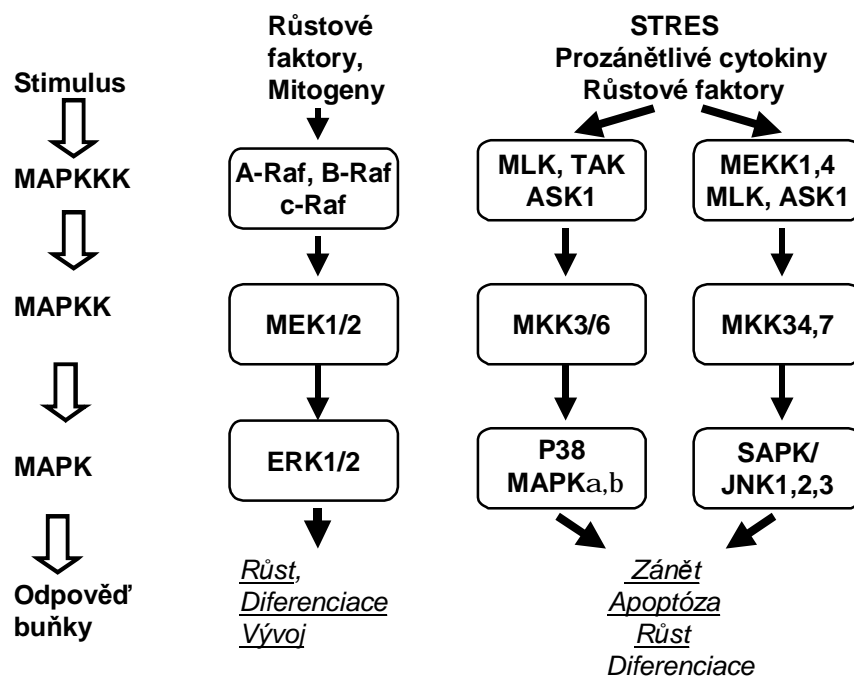 Stimulus
MAPKKK
MAPKK
MAPK
Odpověď
buňky
Růstové
faktory,
Mitogeny
A-Raf, B-Raf
c-Raf
MEK1/2
ERK1/2
Růst,
Diferenciace
Vývoj
STRES
Prozánětlivé cytokiny
Růstové faktory
MLK, TAK
ASK1
MKK3/6
P38
MAPKa,b
MEKK1,4
MLK, ASK1
MKK34,7
SAPK/
JNK1,2,3
Zánět
Apoptóza
Růst
Diferenciace